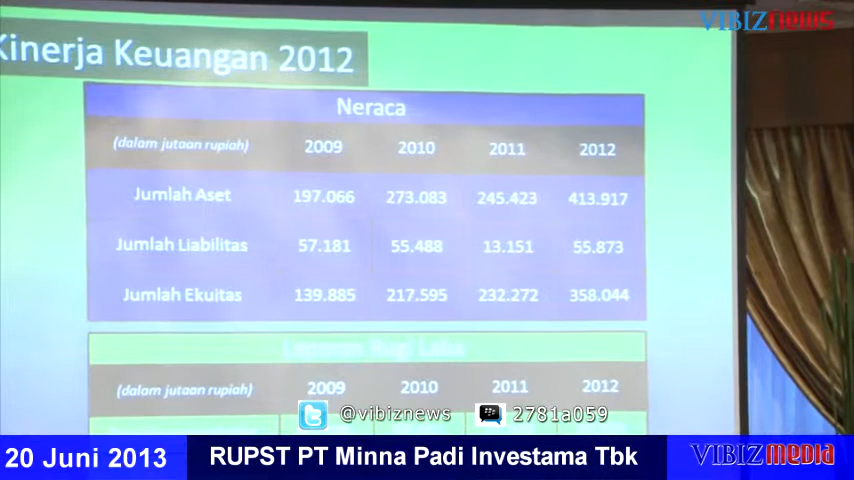 VIBIZnews
Kinerja Keuangan 2012
Neraca
(dalam jutaan rupiah) 2009 2010 2011 2012
Jumlah Aset 197.066 273.083 245.423 413.917
Jumlah Liabilitas 57.181 55.488 13.151 55.873
Jumlah Ekuitas 139.885 217.595 232.272 358.044
Laporan Rugi Laba
(dalam jutaan rupiah) 2009 2010 2011 2012
@vibiznews 2781a059
20 Juni 2013 RUPST PT Minna Padi Investama Tbk VIBIZmedia